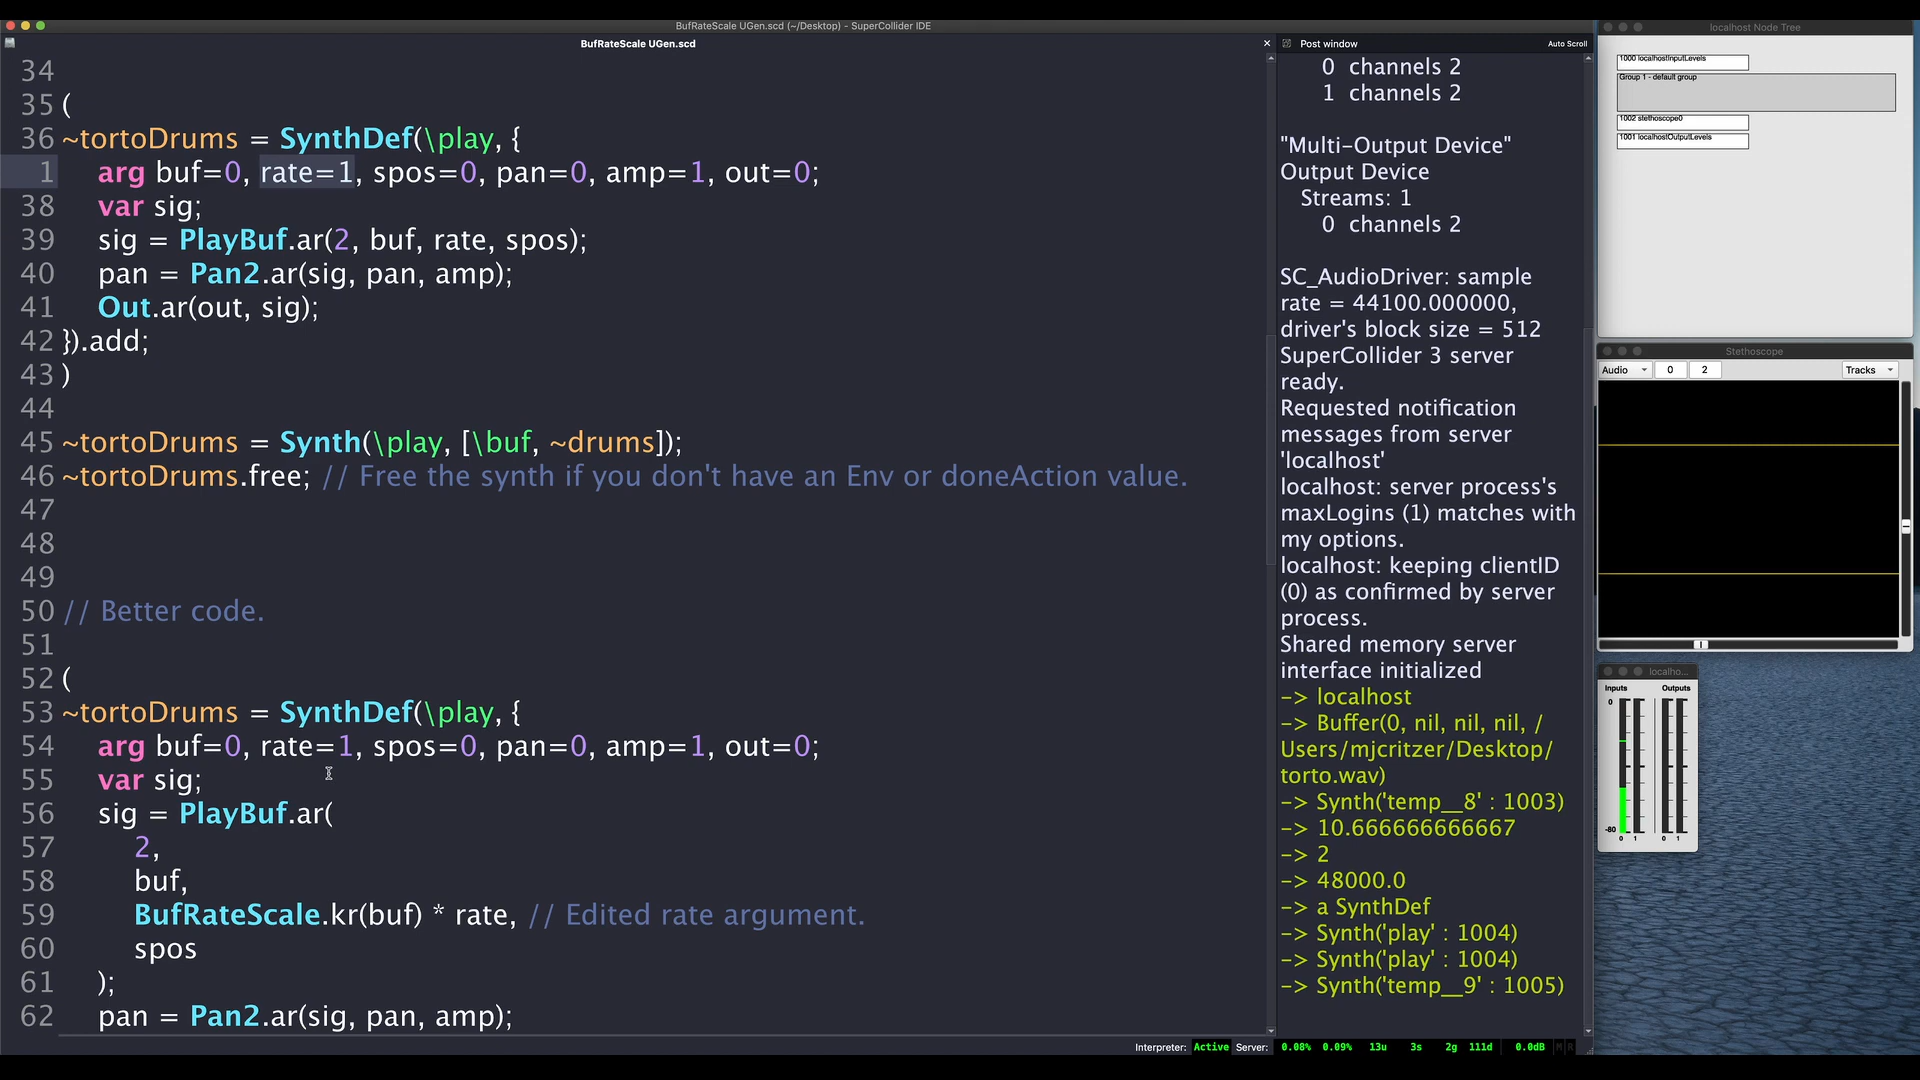 BufRateScale UGen.scd (~/Desktop) - SuperCollider IDE
BufRateScale UGen.scd
34
35 (
36 ~tortoDrums = SynthDef(\play, {
1 arg buf=0, rate=1, spos=0, pan=0, amp=1, out=0;
38 var sig;
39 sig = PlayBuf.ar(2, buf, rate, spos);
40 pan = Pan2.ar(sig, pan, amp);
41 Out.ar(out, sig);
42 }).add;
43 )
44
45 ~tortoDrums = Synth(\play, [\buf, ~drums]);
46 ~tortoDrums.free; // Free the synth if you don't have an Env or doneAction value.
47
48
49
50 // Better code.
51
52 (
53 ~tortoDrums = SynthDef(\play, {
54 arg buf=0, rate=1, spos=0, pan=0, amp=1, out=0;
55 var sig;
56 sig = PlayBuf.ar(
57 2,
58 buf,
59 BufRateScale.kr(buf) * rate, // Edited rate argument.
60 spos
61 );
62 pan = Pan2.ar(sig, pan, amp);
Post window
Auto Scroll
0 channels 2
1 channels 2
"Multi-Output Device"
Output Device
Streams: 1
0 channels 2
SC_AudioDriver: sample
rate = 44100.000000,
driver's block size = 512
SuperCollider 3 server
ready.
Requested notification
messages from server
'localhost'
localhost: server process's
maxLogins (1) matches with
my options.
localhost: keeping clientID
(0) as confirmed by server
process.
Shared memory server
interface initialized
-> localhost
-> Buffer(0, nil, nil, nil, /
Users/mjcritzer/Desktop/
torto.wav)
-> Synth('temp__8' : 1003)
-> 10.666666666667
-> 2
-> 48000.0
-> a SynthDef
-> Synth('play' : 1004)
-> Synth('play' : 1004)
-> Synth('temp__9' : 1005)
Interpreter: Active Server: 0.08% 0.09% 13u 3s 2g 111d 0.0dB M R
localhost Node Tree
1000 localhostInputLevels
Group 1 - default group
1002 stethoscope0
1001 localhostOutputLevels
Stethoscope
Audio 0 2 Tracks
localho...
Inputs Outputs
0
-80
0 1 0 1